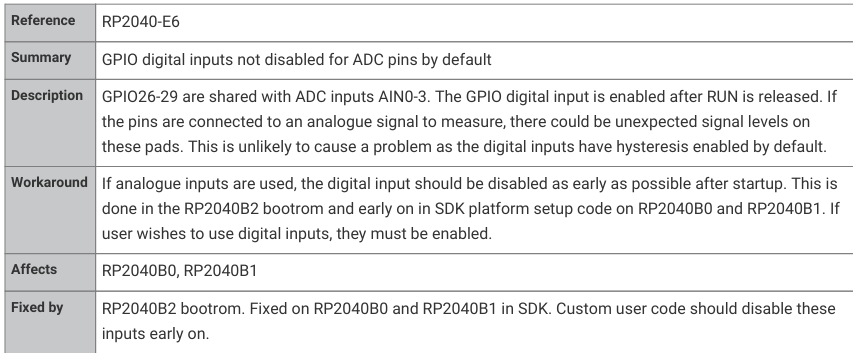 Reference RP2040-E6
Summary GPIO digital inputs not disabled for ADC pins by default
Description GPIO26-29 are shared with ADC inputs AIN0-3. The GPIO digital input is enabled after RUN is released. If
the pins are connected to an analogue signal to measure, there could be unexpected signal levels on
these pads. This is unlikely to cause a problem as the digital inputs have hysteresis enabled by default.
Workaround If analogue inputs are used, the digital input should be disabled as early as possible after startup. This is
done in the RP2040B2 bootrom and early on in SDK platform setup code on RP2040B0 and RP2040B1. If
user wishes to use digital inputs, they must be enabled.
Affects RP2040B0, RP2040B1
Fixed by RP2040B2 bootrom. Fixed on RP2040B0 and RP2040B1 in SDK. Custom user code should disable these
inputs early on.